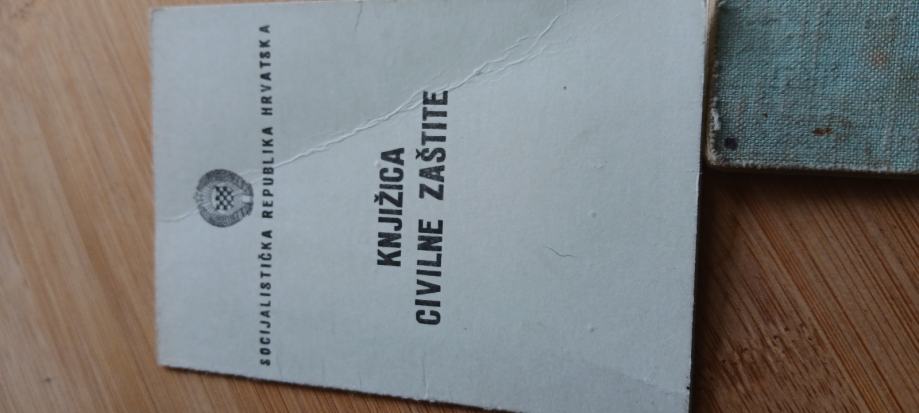 SOCIJALISTIČKA REPUBLIKA HRVATSKA
KNJIŽICA
CIVILNE ZAŠTITE